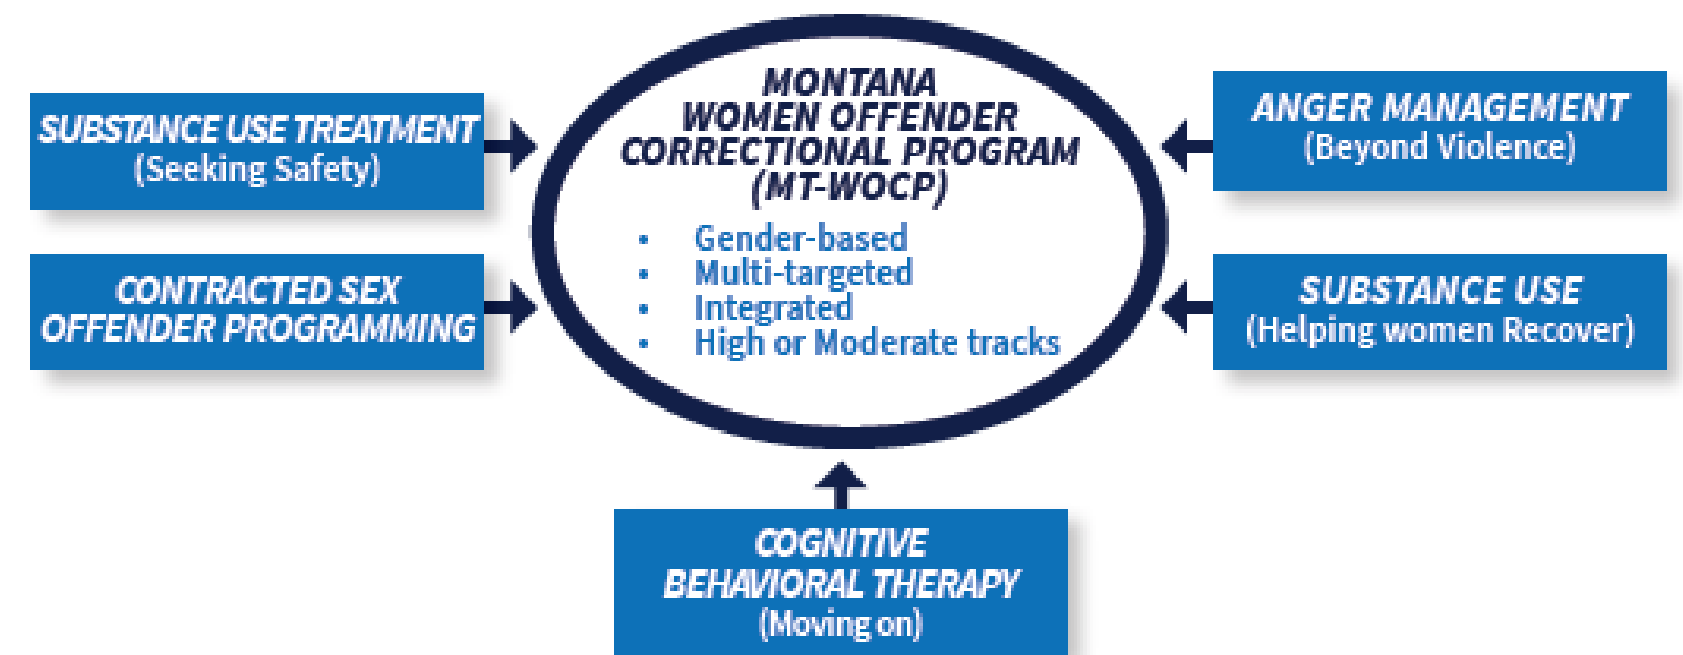 MONTANA
WOMEN OFFENDER
CORRECTIONAL PROGRAM
(MT-WOCP)
• Gender-based
• Multi-targeted
• Integrated
• High or Moderate tracks
SUBSTANCE USE TREATMENT
(Seeking Safety)
CONTRACTED SEX
OFFENDER PROGRAMMING
ANGER MANAGEMENT
(Beyond Violence)
SUBSTANCE USE
(Helping women Recover)
COGNITIVE
BEHAVIORAL THERAPY
(Moving on)